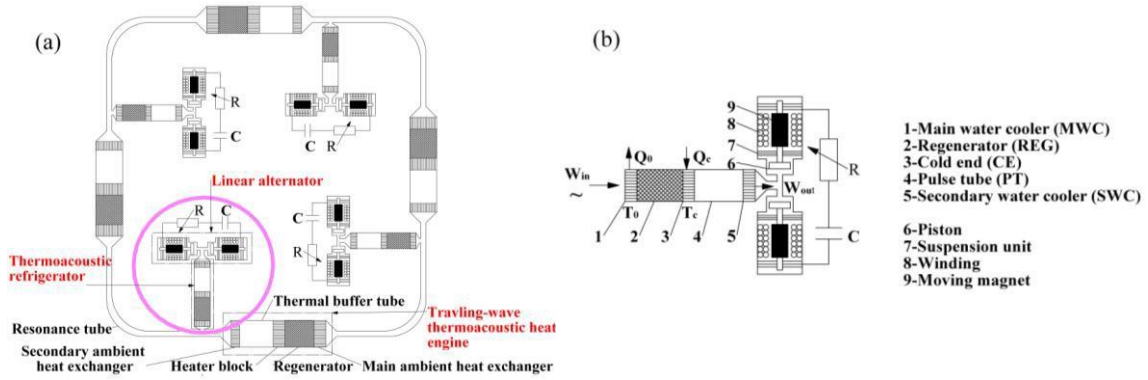 (a)
R
C
C
R
Linear alternator
R
C
C
R
Thermoacoustic
refrigerator
Thermal buffer tube
Resonance tube
Travling-wave
thermoacoustic heat
engine
Secondary ambient
heat exchanger
Heater block
Regenerator
Main ambient heat exchanger
(b)
9
8
7
6
Q0
Qc
Win
~
Wout
R
T0
Tc
C
1
2
3
4
5
1-Main water cooler (MWC)
2-Regenerator (REG)
3-Cold end (CE)
4-Pulse tube (PT)
5-Secondary water cooler (SWC)
6-Piston
7-Suspension unit
8-Winding
9-Moving magnet